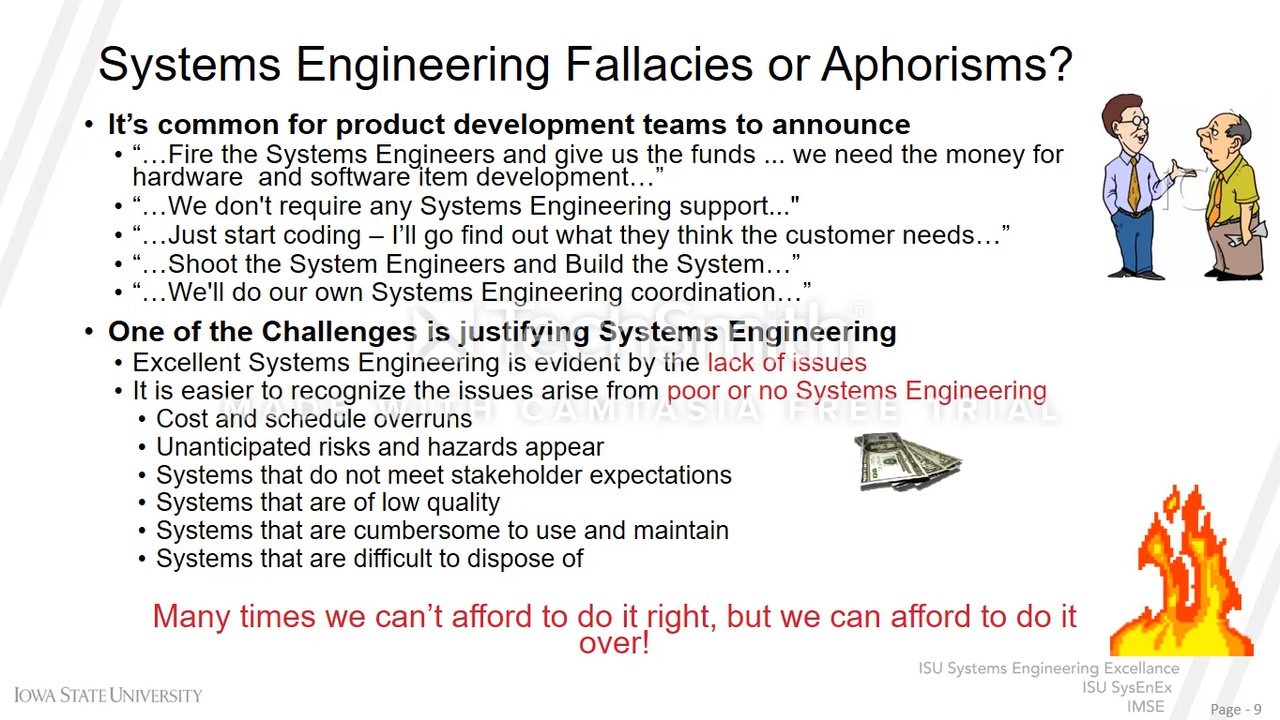 Systems Engineering Fallacies or Aphorisms?
• It’s common for product development teams to announce
• “…Fire the Systems Engineers and give us the funds ... we need the money for
hardware and software item development…”
• “…We don't require any Systems Engineering support..."
• “…Just start coding – I’ll go find out what they think the customer needs…”
• “…Shoot the System Engineers and Build the System…”
• “…We'll do our own Systems Engineering coordination…”
• One of the Challenges is justifying Systems Engineering
• Excellent Systems Engineering is evident by the lack of issues
• It is easier to recognize the issues arise from poor or no Systems Engineering
• Cost and schedule overruns
• Unanticipated risks and hazards appear
• Systems that do not meet stakeholder expectations
• Systems that are of low quality
• Systems that are cumbersome to use and maintain
• Systems that are difficult to dispose of
Many times we can’t afford to do it right, but we can afford to do it
over!
TechSmith®
MADE WITH CAMTASIA FREE TRIAL
IOWA STATE UNIVERSITY
ISU Systems Engineering Excellance
ISU SysEnEx
IMSE
Page - 9